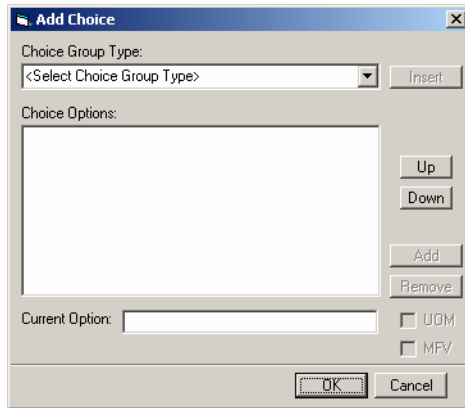 Add Choice
Choice Group Type:
<Select Choice Group Type>
Insert
Choice Options:
Up
Down
Add
Remove
Current Option:
UOM
MFV
OK
Cancel